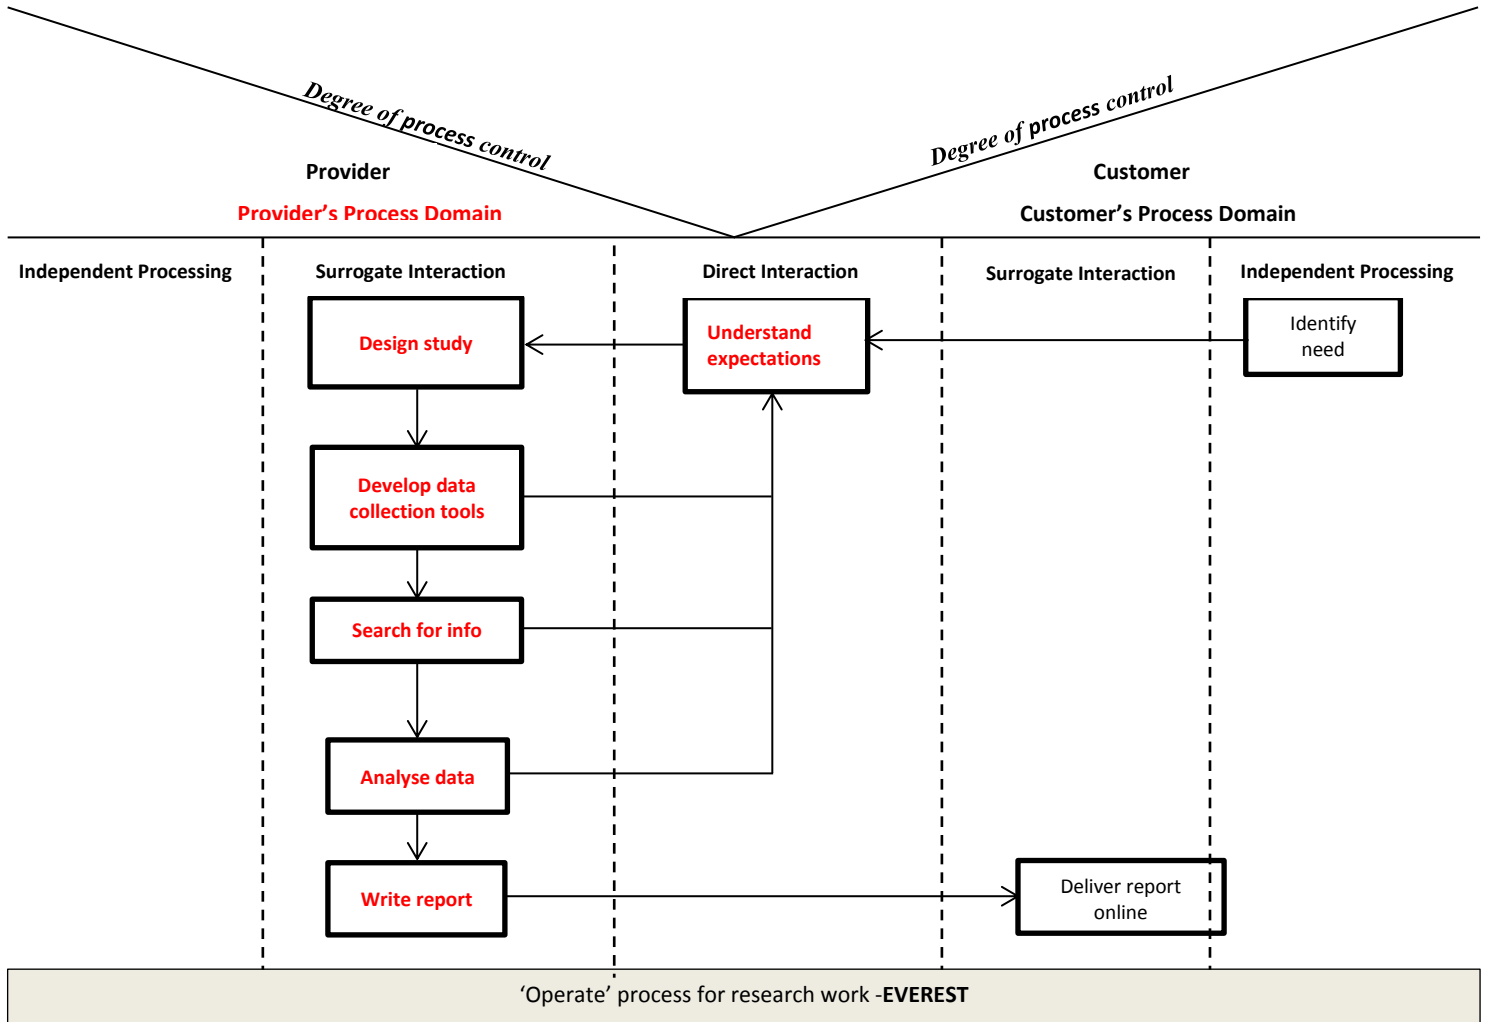 Degree of process control
Degree of process control
Provider
Customer
Provider's Process Domain
Customer's Process Domain
Independent Processing
Surrogate Interaction
Direct Interaction
Surrogate Interaction
Independent Processing
Design study
Understand
expectations
Identify
need
Develop data
collection tools
Search for info
Analyse data
Write report
Deliver report
online
‘Operate’ process for research work -EVEREST